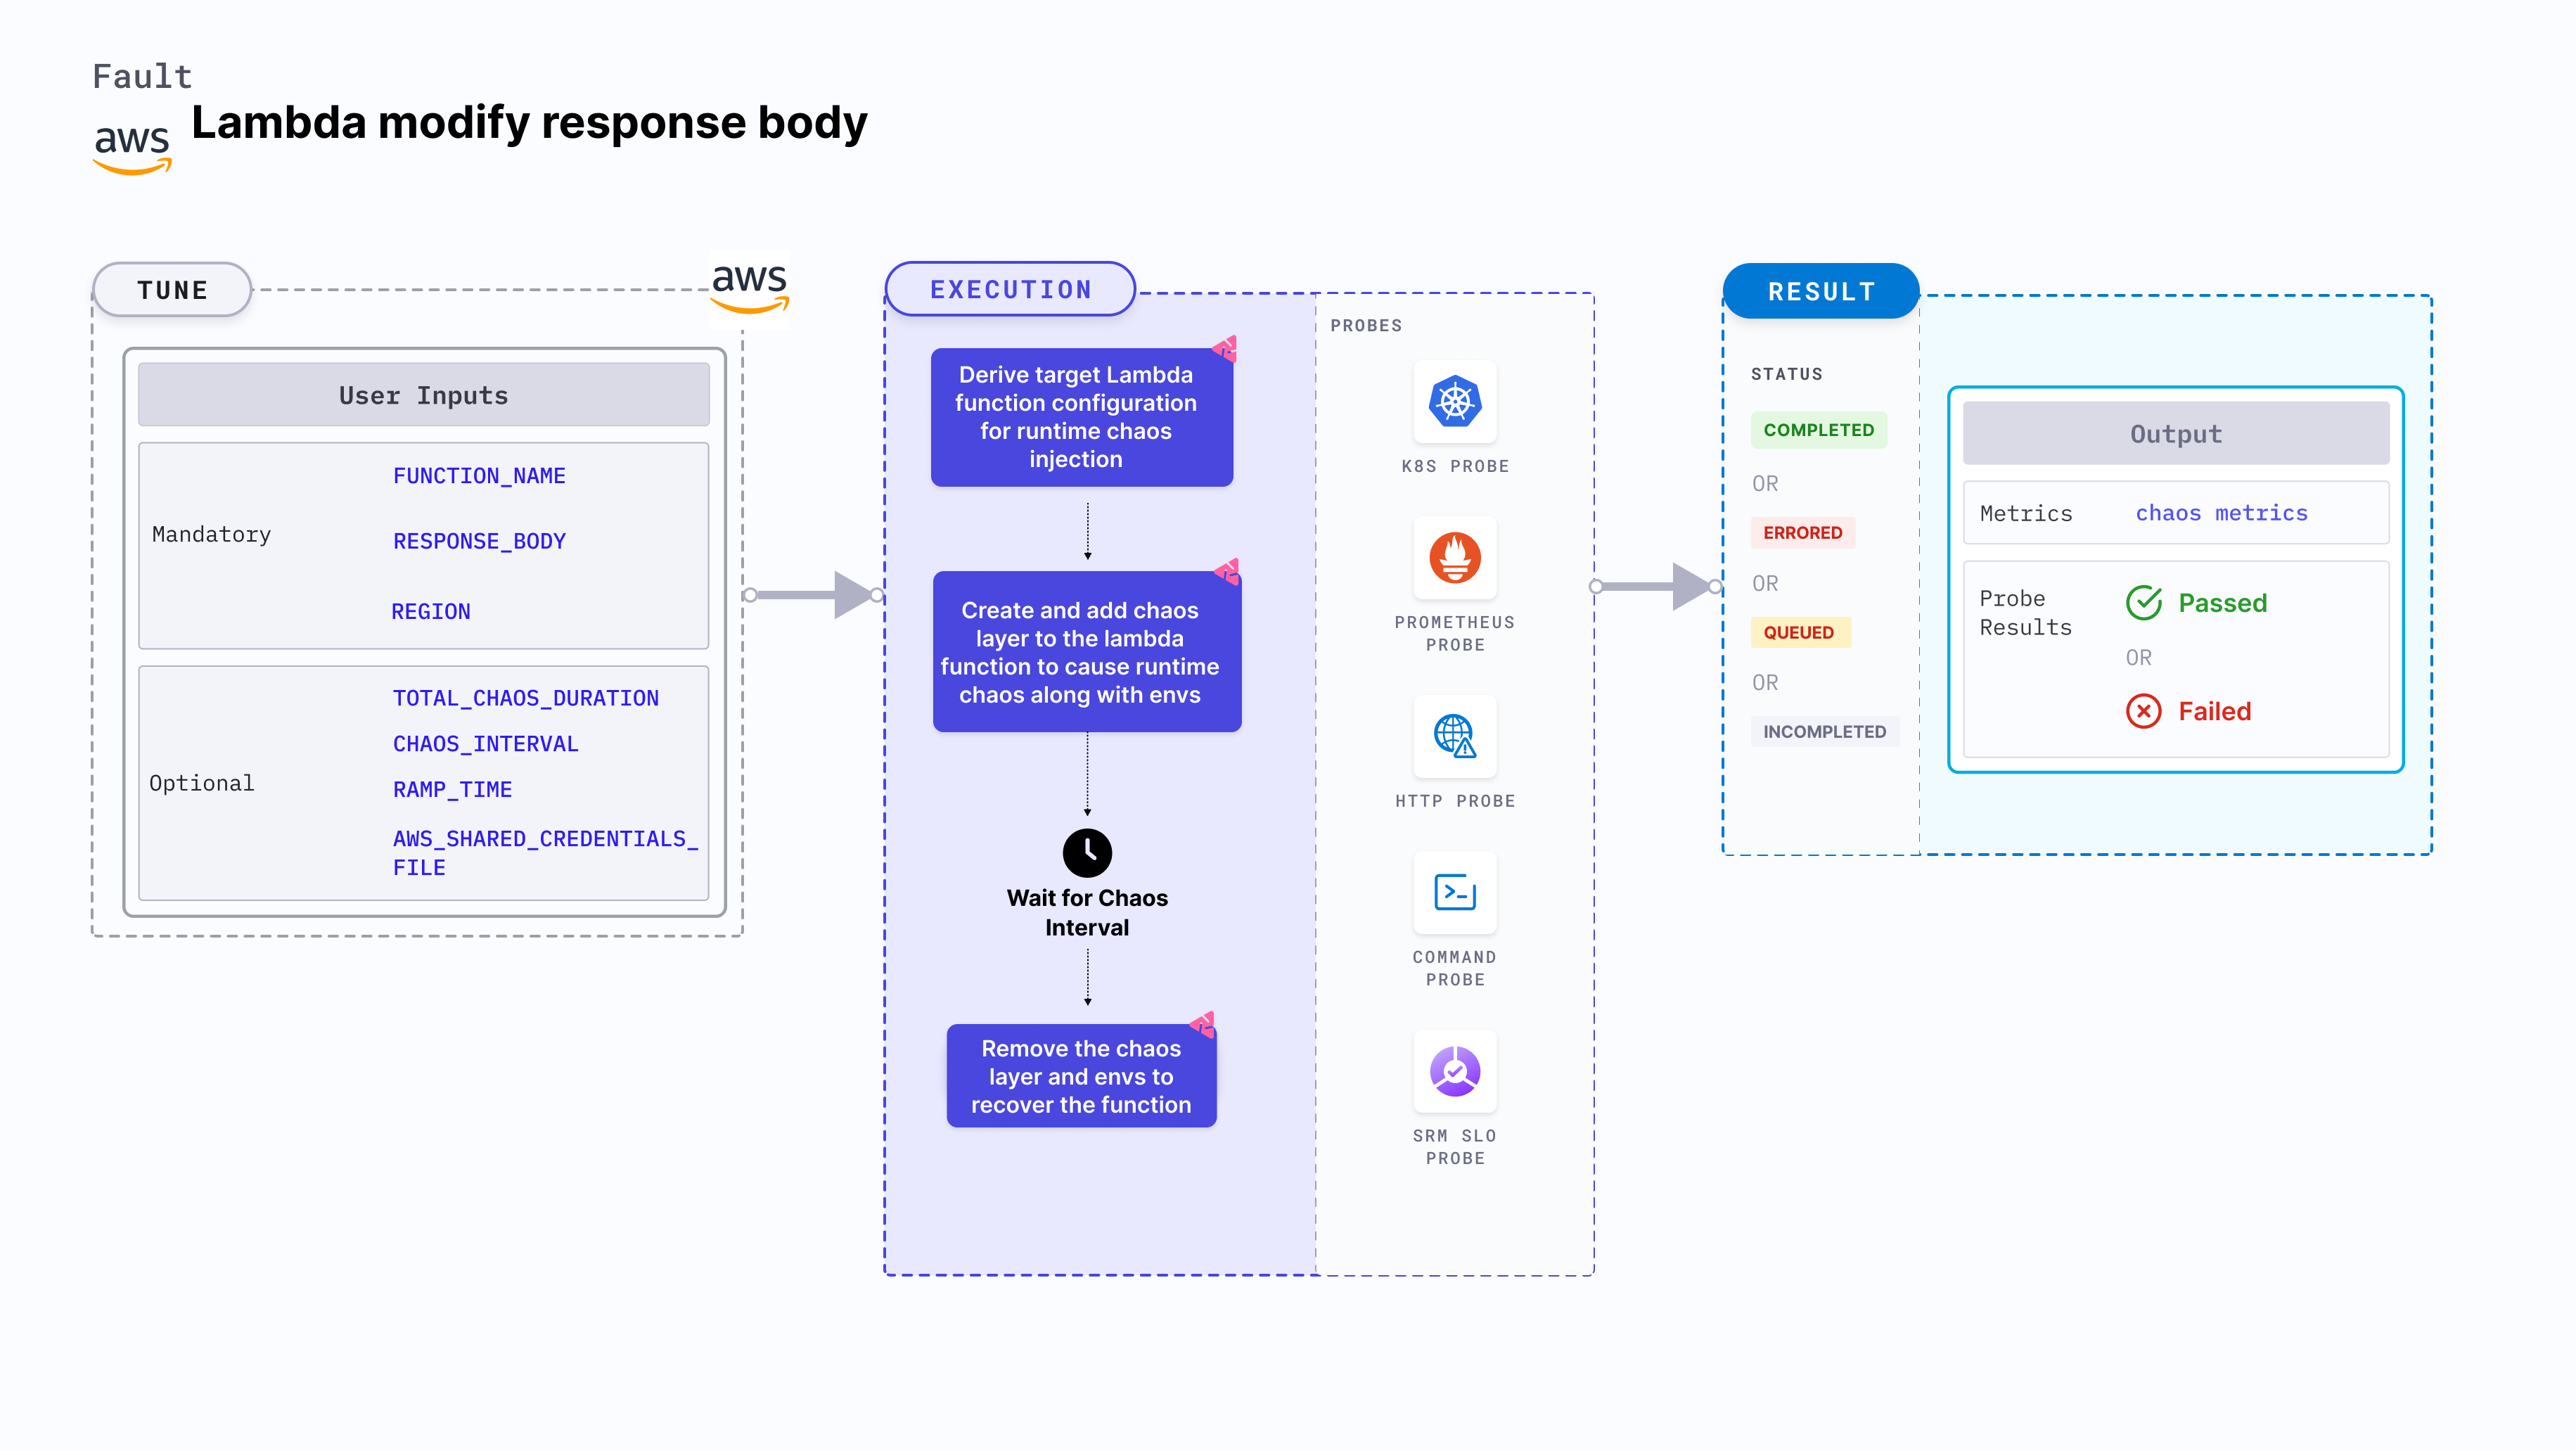 Fault
aws
Lambda modify response body
TUNE
aws
User Inputs
Mandatory
FUNCTION_NAME
RESPONSE_BODY
REGION
Optional
TOTAL_CHAOS_DURATION
CHAOS_INTERVAL
RAMP_TIME
AWS_SHARED_CREDENTIALS_
FILE
EXECUTION
Derive target Lambda
function configuration
for runtime chaos
injection
Create and add chaos
layer to the lambda
function to cause runtime
chaos along with envs
Wait for Chaos
Interval
Remove the chaos
layer and envs to
recover the function
PROBES
K8S PROBE
PROMETHEUS
PROBE
HTTP PROBE
COMMAND
PROBE
SRM SLO
PROBE
RESULT
STATUS
COMPLETED
OR
ERRORED
OR
QUEUED
OR
INCOMPLETED
Output
Metrics
chaos metrics
Probe
Results
Passed
OR
Failed